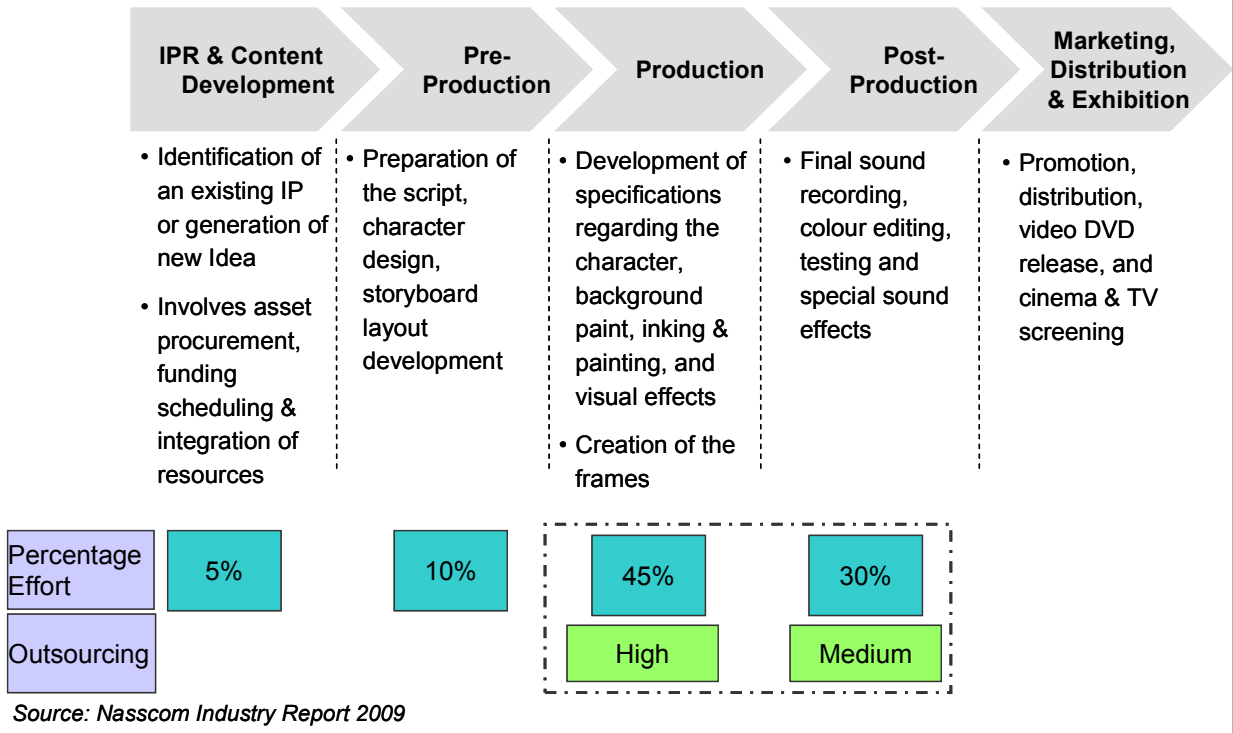 IPR & Content
Development
Pre-
Production
Production
Post-
Production
Marketing,
Distribution
& Exhibition
• Identification of
an existing IP
or generation of
new Idea
• Involves asset
procurement,
funding
scheduling &
integration of
resources
• Preparation of
the script,
character
design,
storyboard
layout
development
• Development of
specifications
regarding the
character,
background
paint, inking &
painting, and
visual effects
• Creation of the
frames
• Final sound
recording,
colour editing,
testing and
special sound
effects
• Promotion,
distribution,
video DVD
release, and
cinema & TV
screening
Percentage
Effort
5%
10%
45%
30%
Outsourcing
High
Medium
Source: Nasscom Industry Report 2009